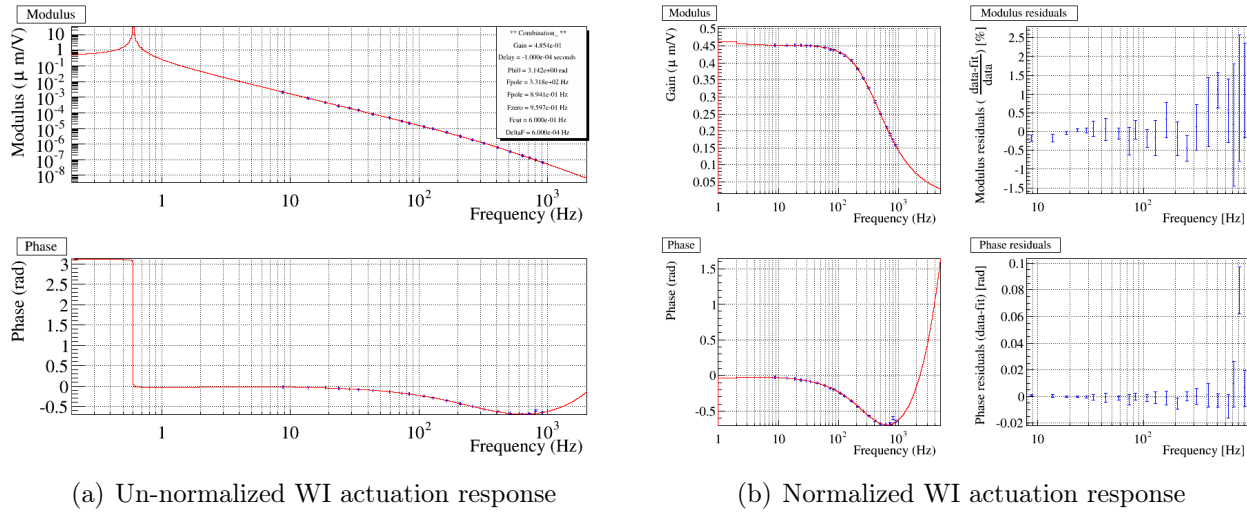 Modulus
Modulus (μ m/V)
10
1
10⁻¹
10⁻²
10⁻³
10⁻⁴
10⁻⁵
10⁻⁶
10⁻⁷
10⁻⁸
** Combination_ **
Gain = 4.854e-01
Delay = -1.000e-04 seconds
Phi0 = 3.142e+00 rad
Fpole = 3.318e+02 Hz
Fpole = 8.941e-01 Hz
Fzero = 9.597e-01 Hz
Fcut = 6.000e-01 Hz
DeltaF = 6.000e-04 Hz
1 10 10² 10³
Frequency (Hz)
Phase
Phase (rad)
3
2.5
2
1.5
1
0.5
0
-0.5
1 10 10² 10³
Frequency (Hz)
(a) Un-normalized WI actuation response
Modulus
Gain (μ m/V)
0.5
0.45
0.4
0.35
0.3
0.25
0.2
0.15
0.1
0.05
1 10 10² 10³
Frequency (Hz)
Modulus residuals
Modulus residuals (data-fit/data) [%]
2.5
2
1.5
1
0.5
0
-0.5
-1
-1.5
10 10²
Frequency [Hz]
Phase
Phase (rad)
1.5
1
0.5
0
-0.5
1 10 10² 10³
Frequency (Hz)
Phase residuals
Phase residuals (data-fit) [rad]
0.1
0.08
0.06
0.04
0.02
0
-0.02
10 10²
Frequency [Hz]
(b) Normalized WI actuation response